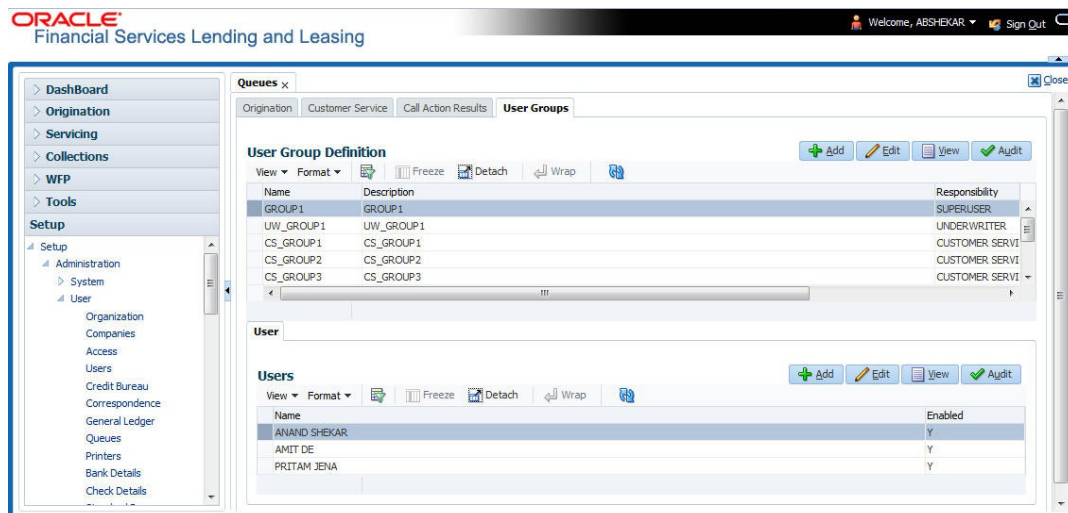 ORACLE
Financial Services Lending and Leasing
Welcome, ABSHEKAR
Sign Out
DashBoard
Origination
Servicing
Collections
WFP
Tools
Setup
Setup
Administration
System
User
Organization
Companies
Access
Users
Credit Bureau
Correspondence
General Ledger
Queues
Printers
Bank Details
Check Details
Queues
Close
Origination Customer Service Call Action Results User Groups
User Group Definition
Add Edit View Audit
View Format Freeze Detach Wrap
Name Description Responsibility
GROUP1 GROUP1 SUPERUSER
UW_GROUP1 UW_GROUP1 UNDERWRITER
CS_GROUP1 CS_GROUP1 CUSTOMER SERVI
CS_GROUP2 CS_GROUP2 CUSTOMER SERVI
CS_GROUP3 CS_GROUP3 CUSTOMER SERVI
User
Users
Add Edit View Audit
View Format Freeze Detach Wrap
Name Enabled
ANAND SHEKAR Y
AMIT DE Y
PRITAM JENA Y